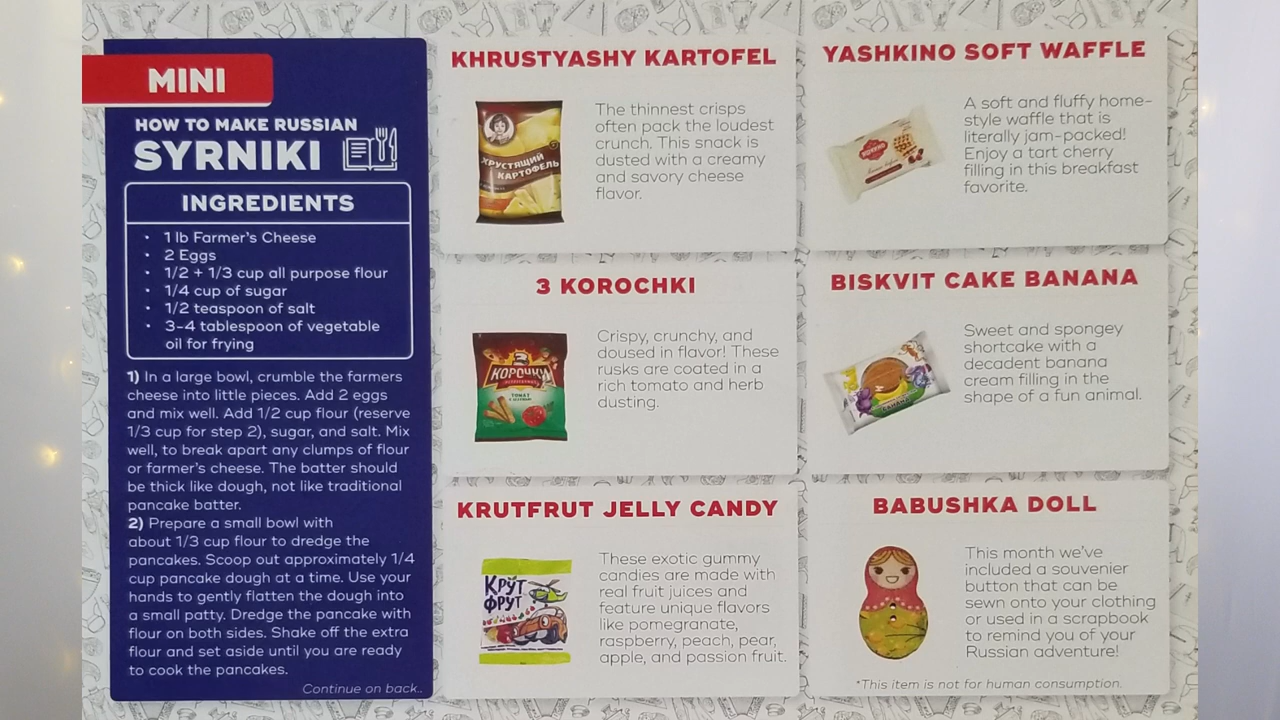 MINI
HOW TO MAKE RUSSIAN
SYRNIKI
INGREDIENTS
• 1 lb Farmer's Cheese
• 2 Eggs
• 1/2 + 1/3 cup all purpose flour
• 1/4 cup of sugar
• 1/2 teaspoon of salt
• 3-4 tablespoon of vegetable
oil for frying
1) In a large bowl, crumble the farmers
cheese into little pieces. Add 2 eggs
and mix well. Add 1/2 cup flour (reserve
1/3 cup for step 2), sugar, and salt. Mix
well, to break apart any clumps of flour
or farmer's cheese. The batter should
be thick like dough, not like traditional
pancake batter.
2) Prepare a small bowl with
about 1/3 cup flour to dredge the
pancakes. Scoop out approximately 1/4
cup pancake dough at a time. Use your
hands to gently flatten the dough into
a small patty. Dredge the pancake with
flour on both sides. Shake off the extra
flour and set aside until you are ready
to cook the pancakes.
Continue on back..
KHRUSTYASHY KARTOFEL
ХРУСТЯЩИЙ
КАРТОФЕЛЬ
The thinnest crisps
often pack the loudest
crunch. This snack is
dusted with a creamy
and savory cheese
flavor.
YASHKINO SOFT WAFFLE
A soft and fluffy home-
style waffle that is
literally jam-packed!
Enjoy a tart cherry
filling in this breakfast
favorite.
3 KOROCHKI
3
КОРОЧКИ
ТОМАТ
Crispy, crunchy, and
doused in flavor! These
rusks are coated in a
rich tomato and herb
dusting.
BISKVIT CAKE BANANA
Sweet and spongey
shortcake with a
decadent banana
cream filling in the
shape of a fun animal.
KRUTFRUT JELLY CANDY
КРУТ
ФРУТ
These exotic gummy
candies are made with
real fruit juices and
feature unique flavors
like pomegranate,
raspberry, peach, pear,
apple, and passion fruit.
BABUSHKA DOLL
This month we've
included a souvenier
button that can be
sewn onto your clothing
or used in a scrapbook
to remind you of your
Russian adventure!
*This item is not for human consumption.